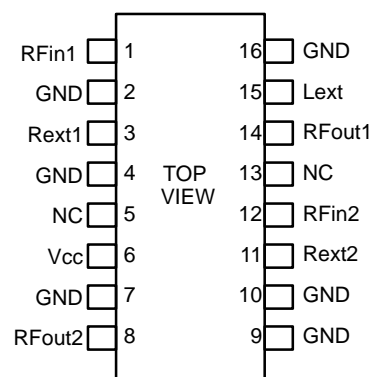 RFin1 1 16 GND
GND 2 15 Lext
Rext1 3 14 RFout1
GND 4 TOP VIEW 13 NC
NC 5 12 RFin2
Vcc 6 11 Rext2
GND 7 10 GND
RFout2 8 9 GND